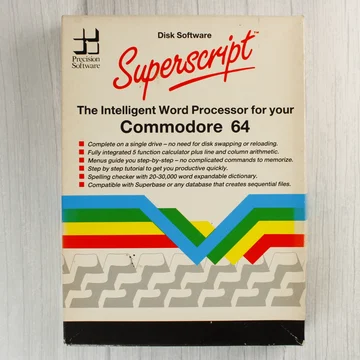 Disk Software
Precision
Software
Superscript™
The Intelligent Word Processor for your
Commodore 64
Complete on a single drive – no need for disk swapping or reloading.
Fully integrated 5 function calculator plus line and column arithmetic.
Menus guide you step-by-step – no complicated commands to memorize.
Step by step tutorial to get you productive quickly.
Spelling checker with 20-30,000 word expandable dictionary.
Compatible with Superbase or any database that creates sequential files.